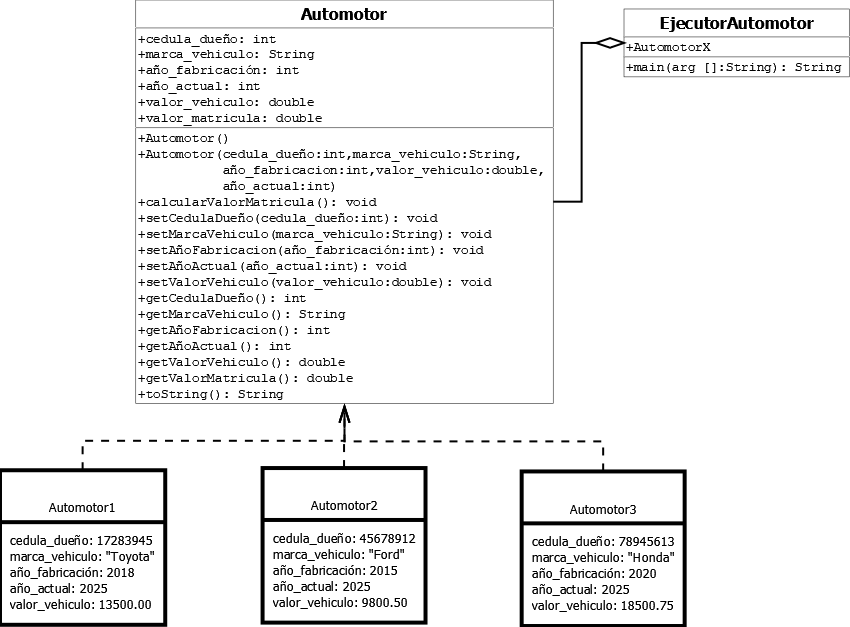 Automotor
+cedula_dueño: int
+marca_vehiculo: String
+año_fabricación: int
+año_actual: int
+valor_vehiculo: double
+valor_matricula: double
+Automotor()
+Automotor(cedula_dueño:int,marca_vehiculo:String,
año_fabricacion:int,valor_vehiculo:double,
año_actual:int)
+calcularValorMatricula(): void
+setCedulaDueño(cedula_dueño:int): void
+setMarcaVehiculo(marca_vehiculo:String): void
+setAñoFabricacion(año_fabricación:int): void
+setAñoActual(año_actual:int): void
+setValorVehiculo(valor_vehiculo:double): void
+getCedulaDueño(): int
+getMarcaVehiculo(): String
+getAñoFabricacion(): int
+getAñoActual(): int
+getValorVehiculo(): double
+getValorMatricula(): double
+toString(): String
EjecutorAutomotor
+AutomotorX
+main(arg []:String): String
Automotor1
cedula_dueño: 17283945
marca_vehiculo: "Toyota"
año_fabricación: 2018
año_actual: 2025
valor_vehiculo: 13500.00
Automotor2
cedula_dueño: 45678912
marca_vehiculo: "Ford"
año_fabricación: 2015
año_actual: 2025
valor_vehiculo: 9800.50
Automotor3
cedula_dueño: 78945613
marca_vehiculo: "Honda"
año_fabricación: 2020
año_actual: 2025
valor_vehiculo: 18500.75